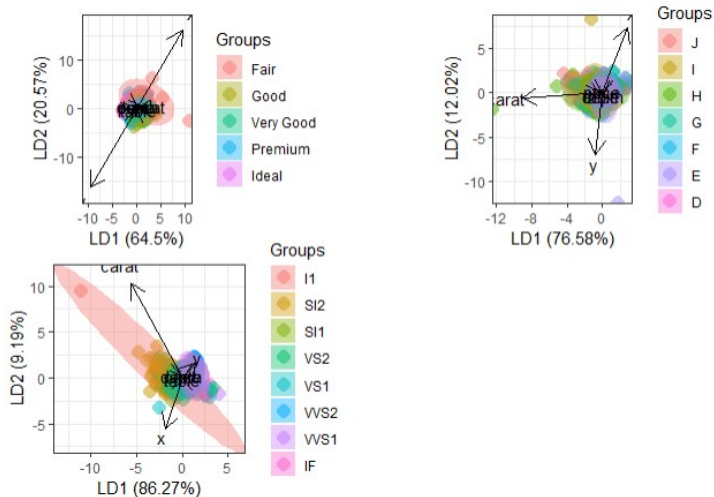 Groups
Fair
Good
Very Good
Premium
Ideal
LD2 (20.57%)
10
0
-10
-10 -5 0 5 10
LD1 (64.5%)
Groups
J
I
H
G
F
E
D
LD2 (12.02%)
5
0
-5
-10
arat
y
-12 -8 -4 0
LD1 (76.58%)
Groups
I1
SI2
SI1
VS2
VS1
VVS2
VVS1
IF
LD2 (9.19%)
10
5
0
-5
carat
y
x
-10 -5 0 5
LD1 (86.27%)